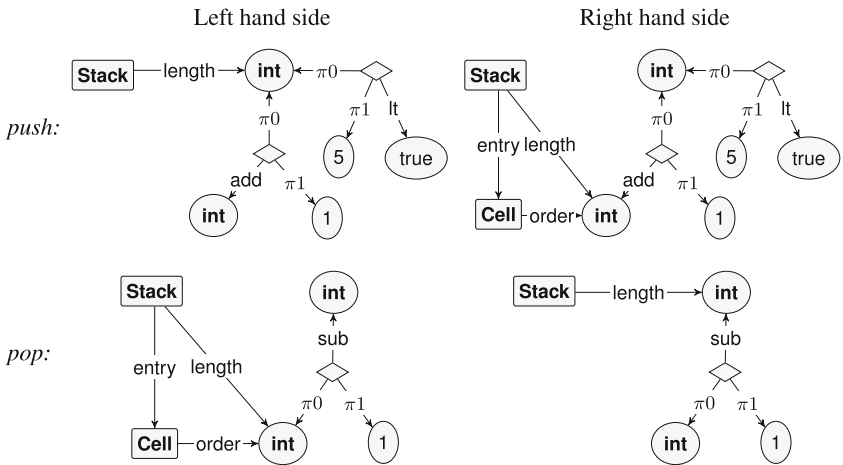 Left hand side Right hand side
Stack length int π0 Stack int π0
π0 π1 lt π0 π1 lt
push:
5 true entry length 5 true
add π1 add π1
int 1 Cell order int 1
Stack int Stack length int
sub sub
pop:
entry length
π0 π1 π0 π1
Cell order int 1 int 1